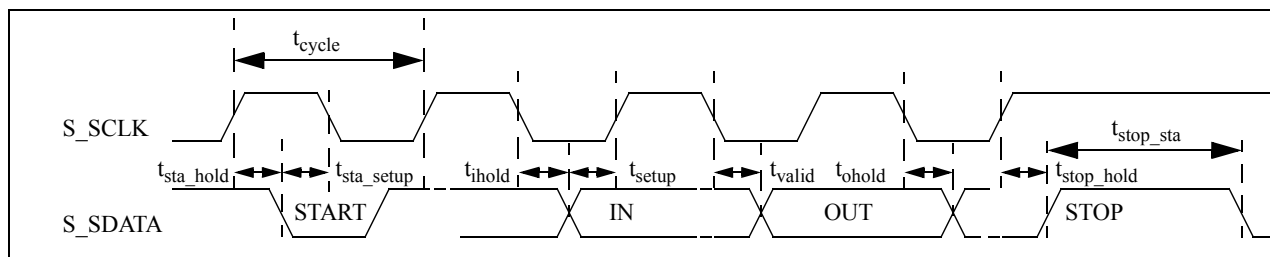 t_cycle
S_SCLK
t_stop_sta
t_sta_hold t_sta_setup t_ihold t_setup t_valid t_ohold t_stop_hold
START IN OUT STOP
S_SDATA